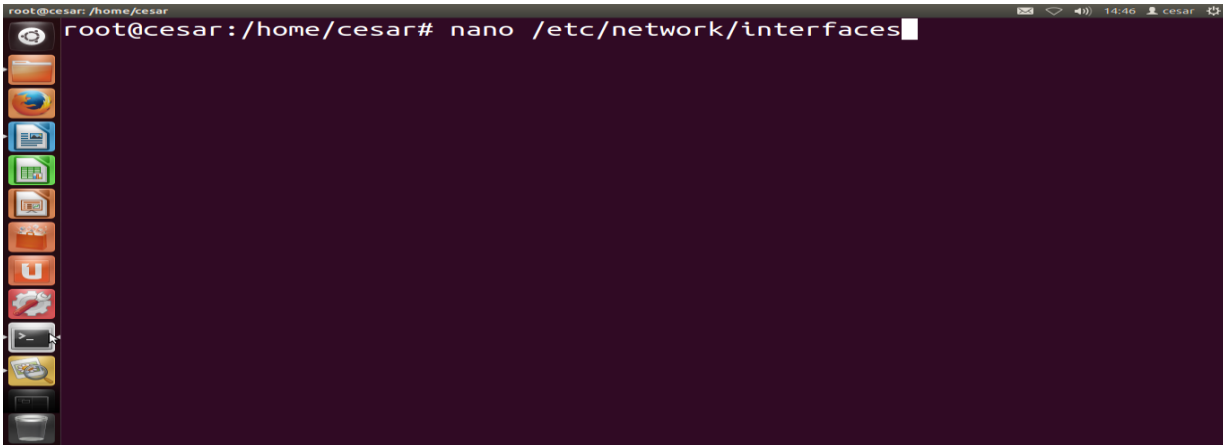 root@cesar: /home/cesar
14:46 cesar
root@cesar:/home/cesar# nano /etc/network/interfaces